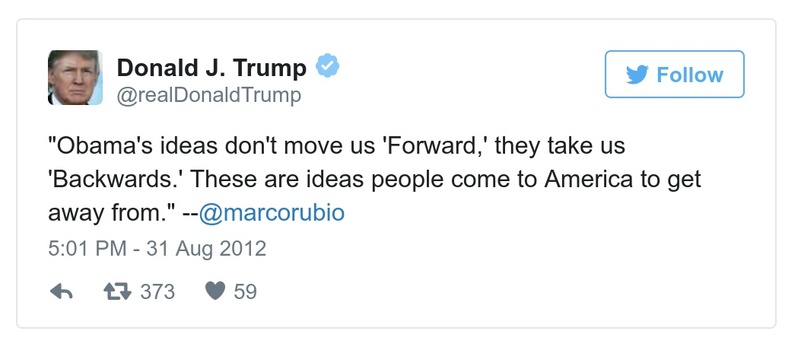 Donald J. Trump
@realDonaldTrump
Follow
"Obama's ideas don't move us 'Forward,' they take us
'Backwards.' These are ideas people come to America to get
away from." --@marcorubio
5:01 PM - 31 Aug 2012
373 59